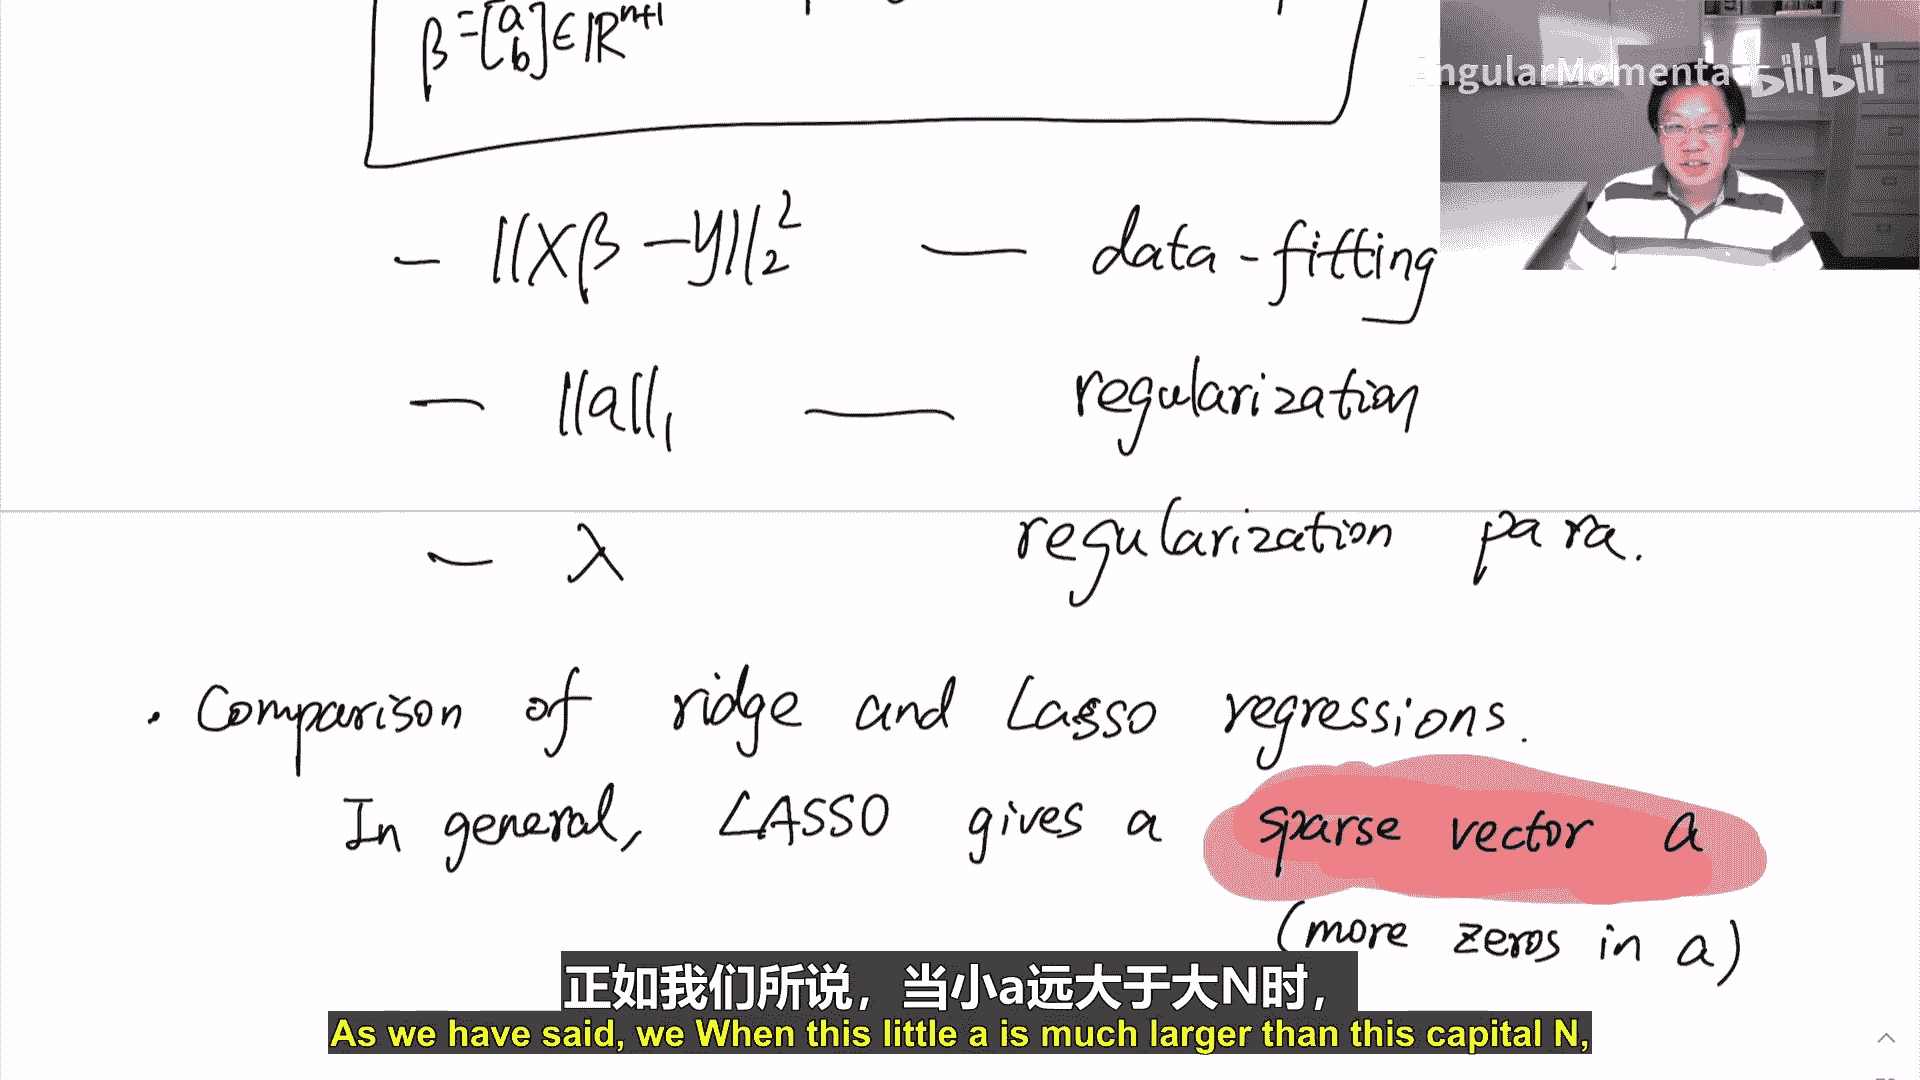 β = [a b] ∈ ℝⁿ⁺¹
ngularMomenta
bilibili
- ||Xβ - y||₂² — data-fitting
- ||a||₁ — regularization
- λ regularization para.
· Comparison of ridge and Lasso regressions.
In general, LASSO gives a sparse vector a
(more zeros in a)
正如我们所说，当小a远大于大N时，
As we have said, we When this little a is much larger than this capital N,